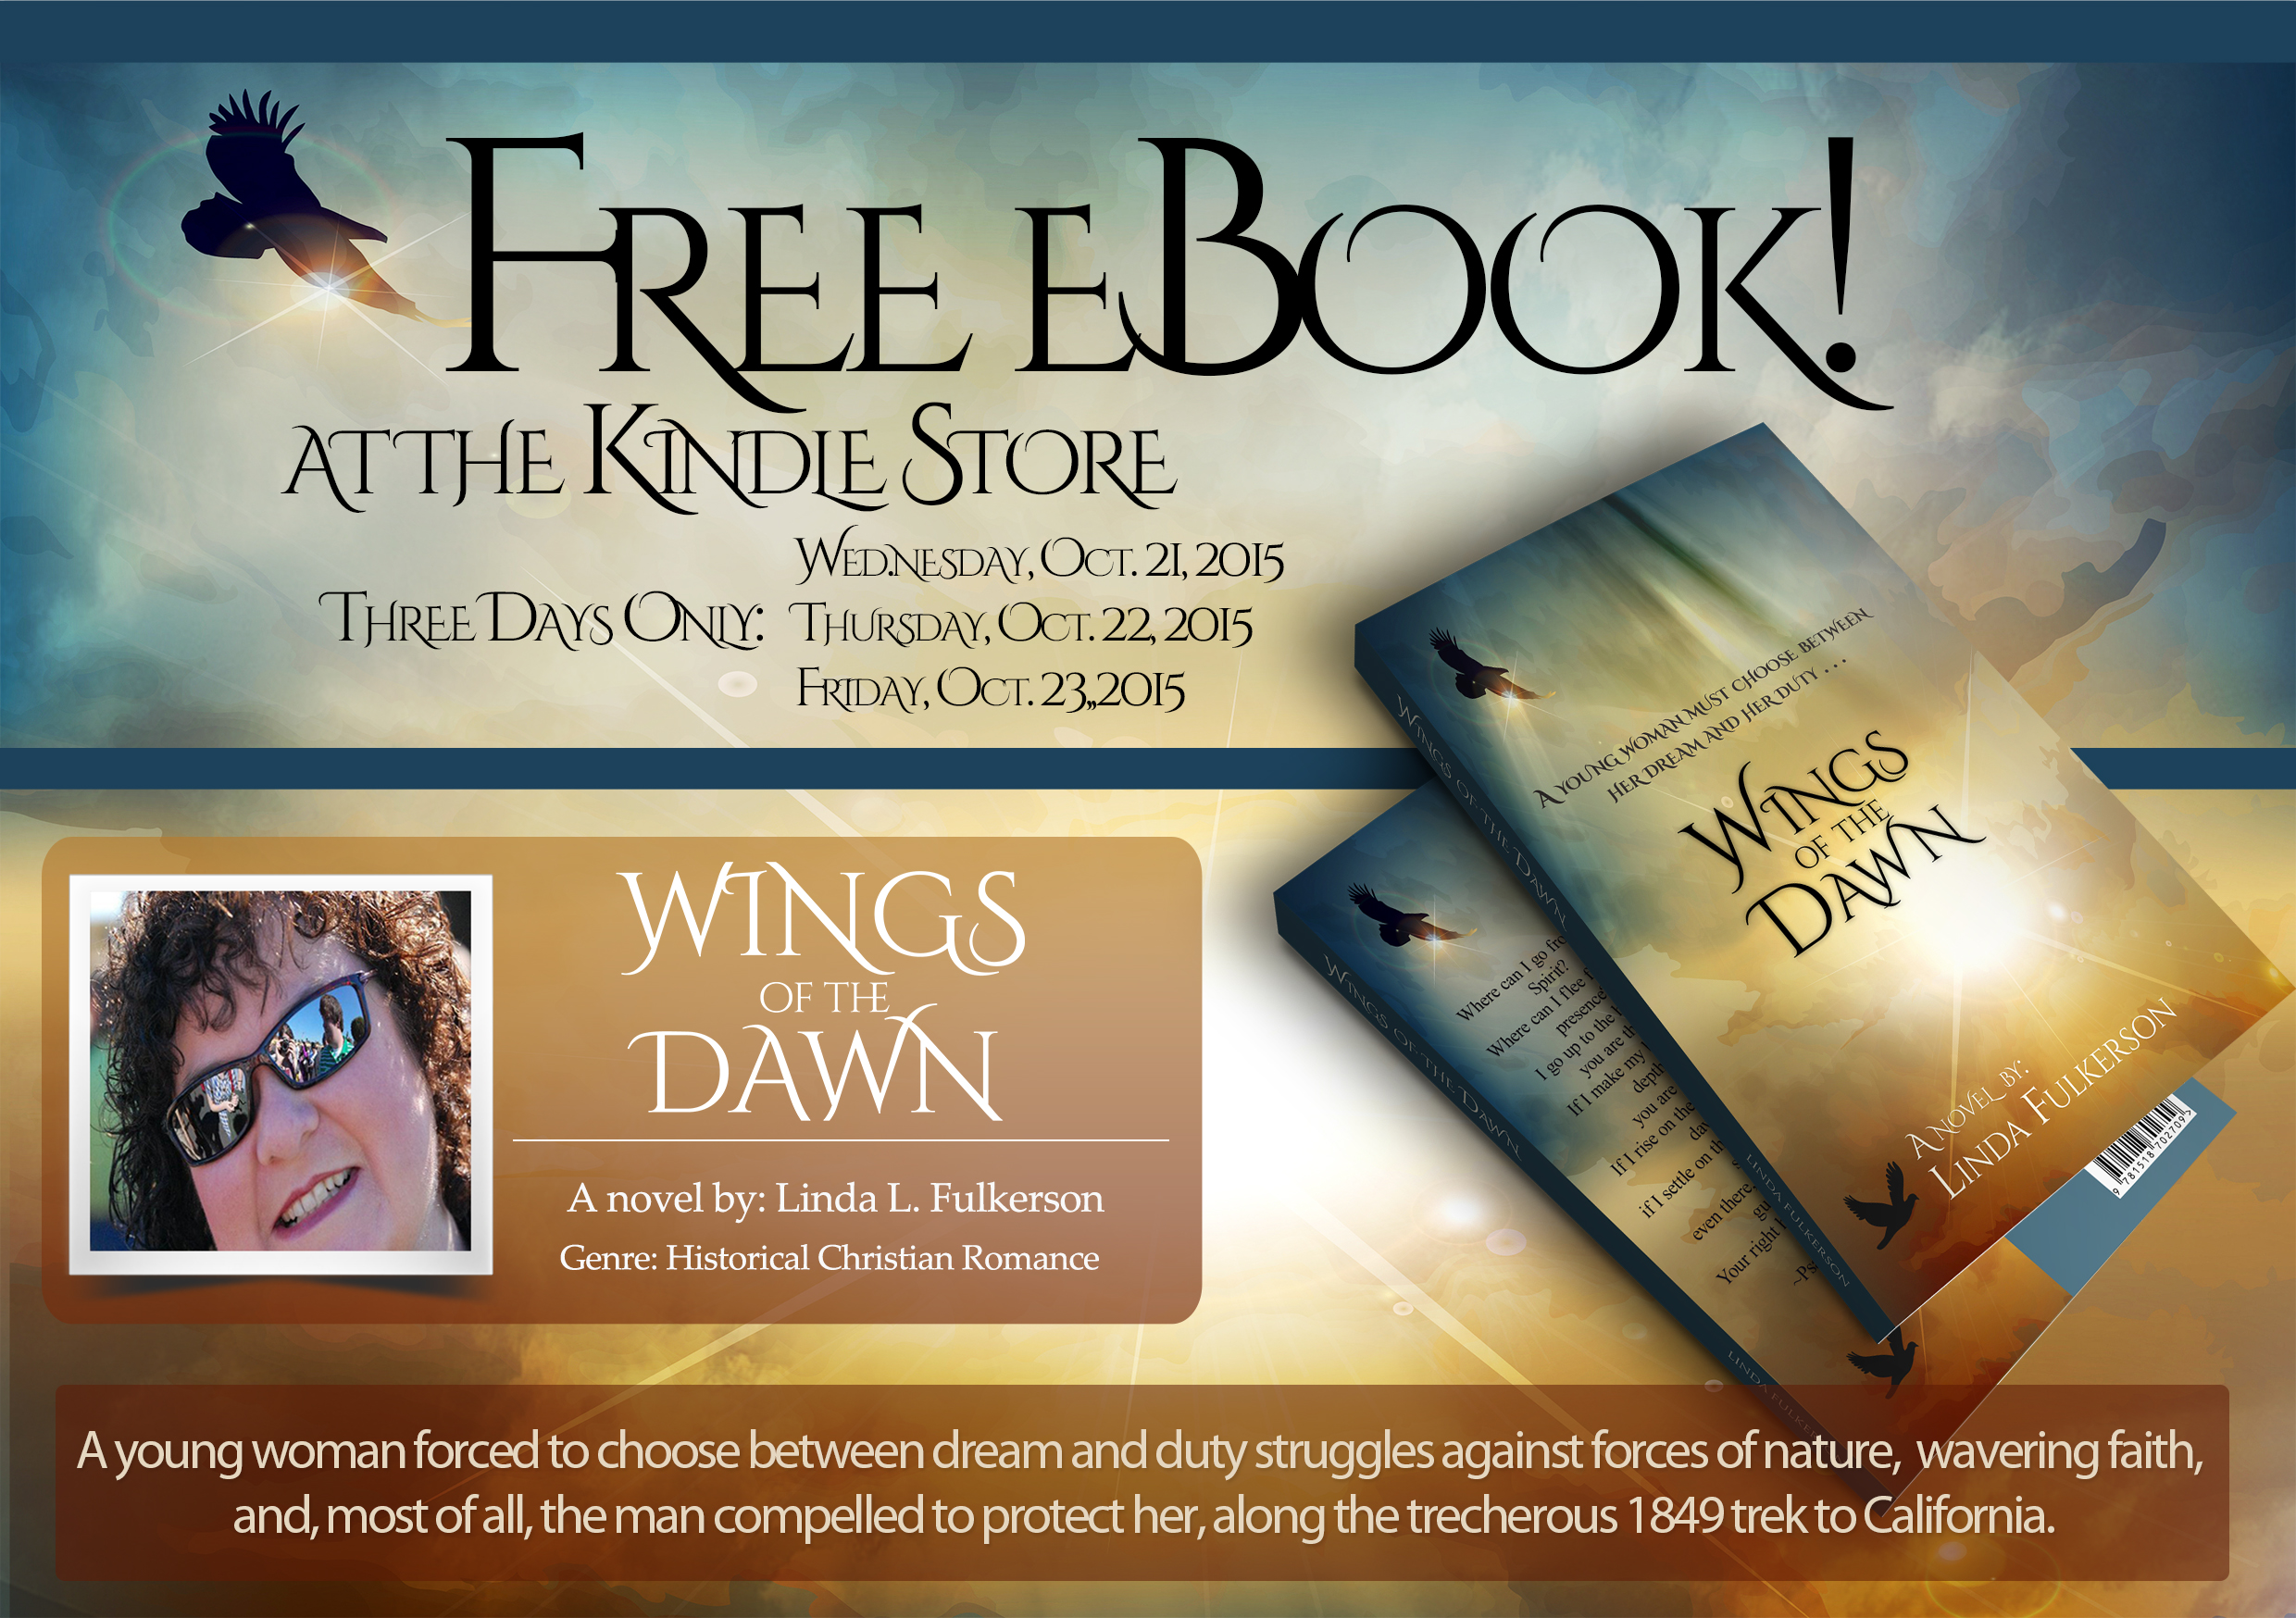 FREE eBOOK!
AT THE KINDLE STORE
THREE DAYS ONLY:
WEDNESDAY, OCT. 21, 2015
THURSDAY, OCT. 22, 2015
FRIDAY, OCT. 23,,2015
A YOUNG WOMAN MUST CHOOSE BETWEEN
HER DREAM AND HER DUTY . . .
WINGS
OF THE
DAWN
A NOVEL BY:
LINDA FULKERSON
WINGS OF THE DAWN
LINDA FULKERSON
WINGS OF THE DAWN
LINDA
Where can I go
Spirit?
Where can I flee
presence
I go up to the
you are
If I make my
you are
If I rise on the
if I settle on
even there
Your right
9 781518 702709
WINGS
OF THE
DAWN
A novel by: Linda L. Fulkerson
Genre: Historical Christian Romance
A young woman forced to choose between dream and duty struggles against forces of nature, wavering faith,
and, most of all, the man compelled to protect her, along the trecherous 1849 trek to California.